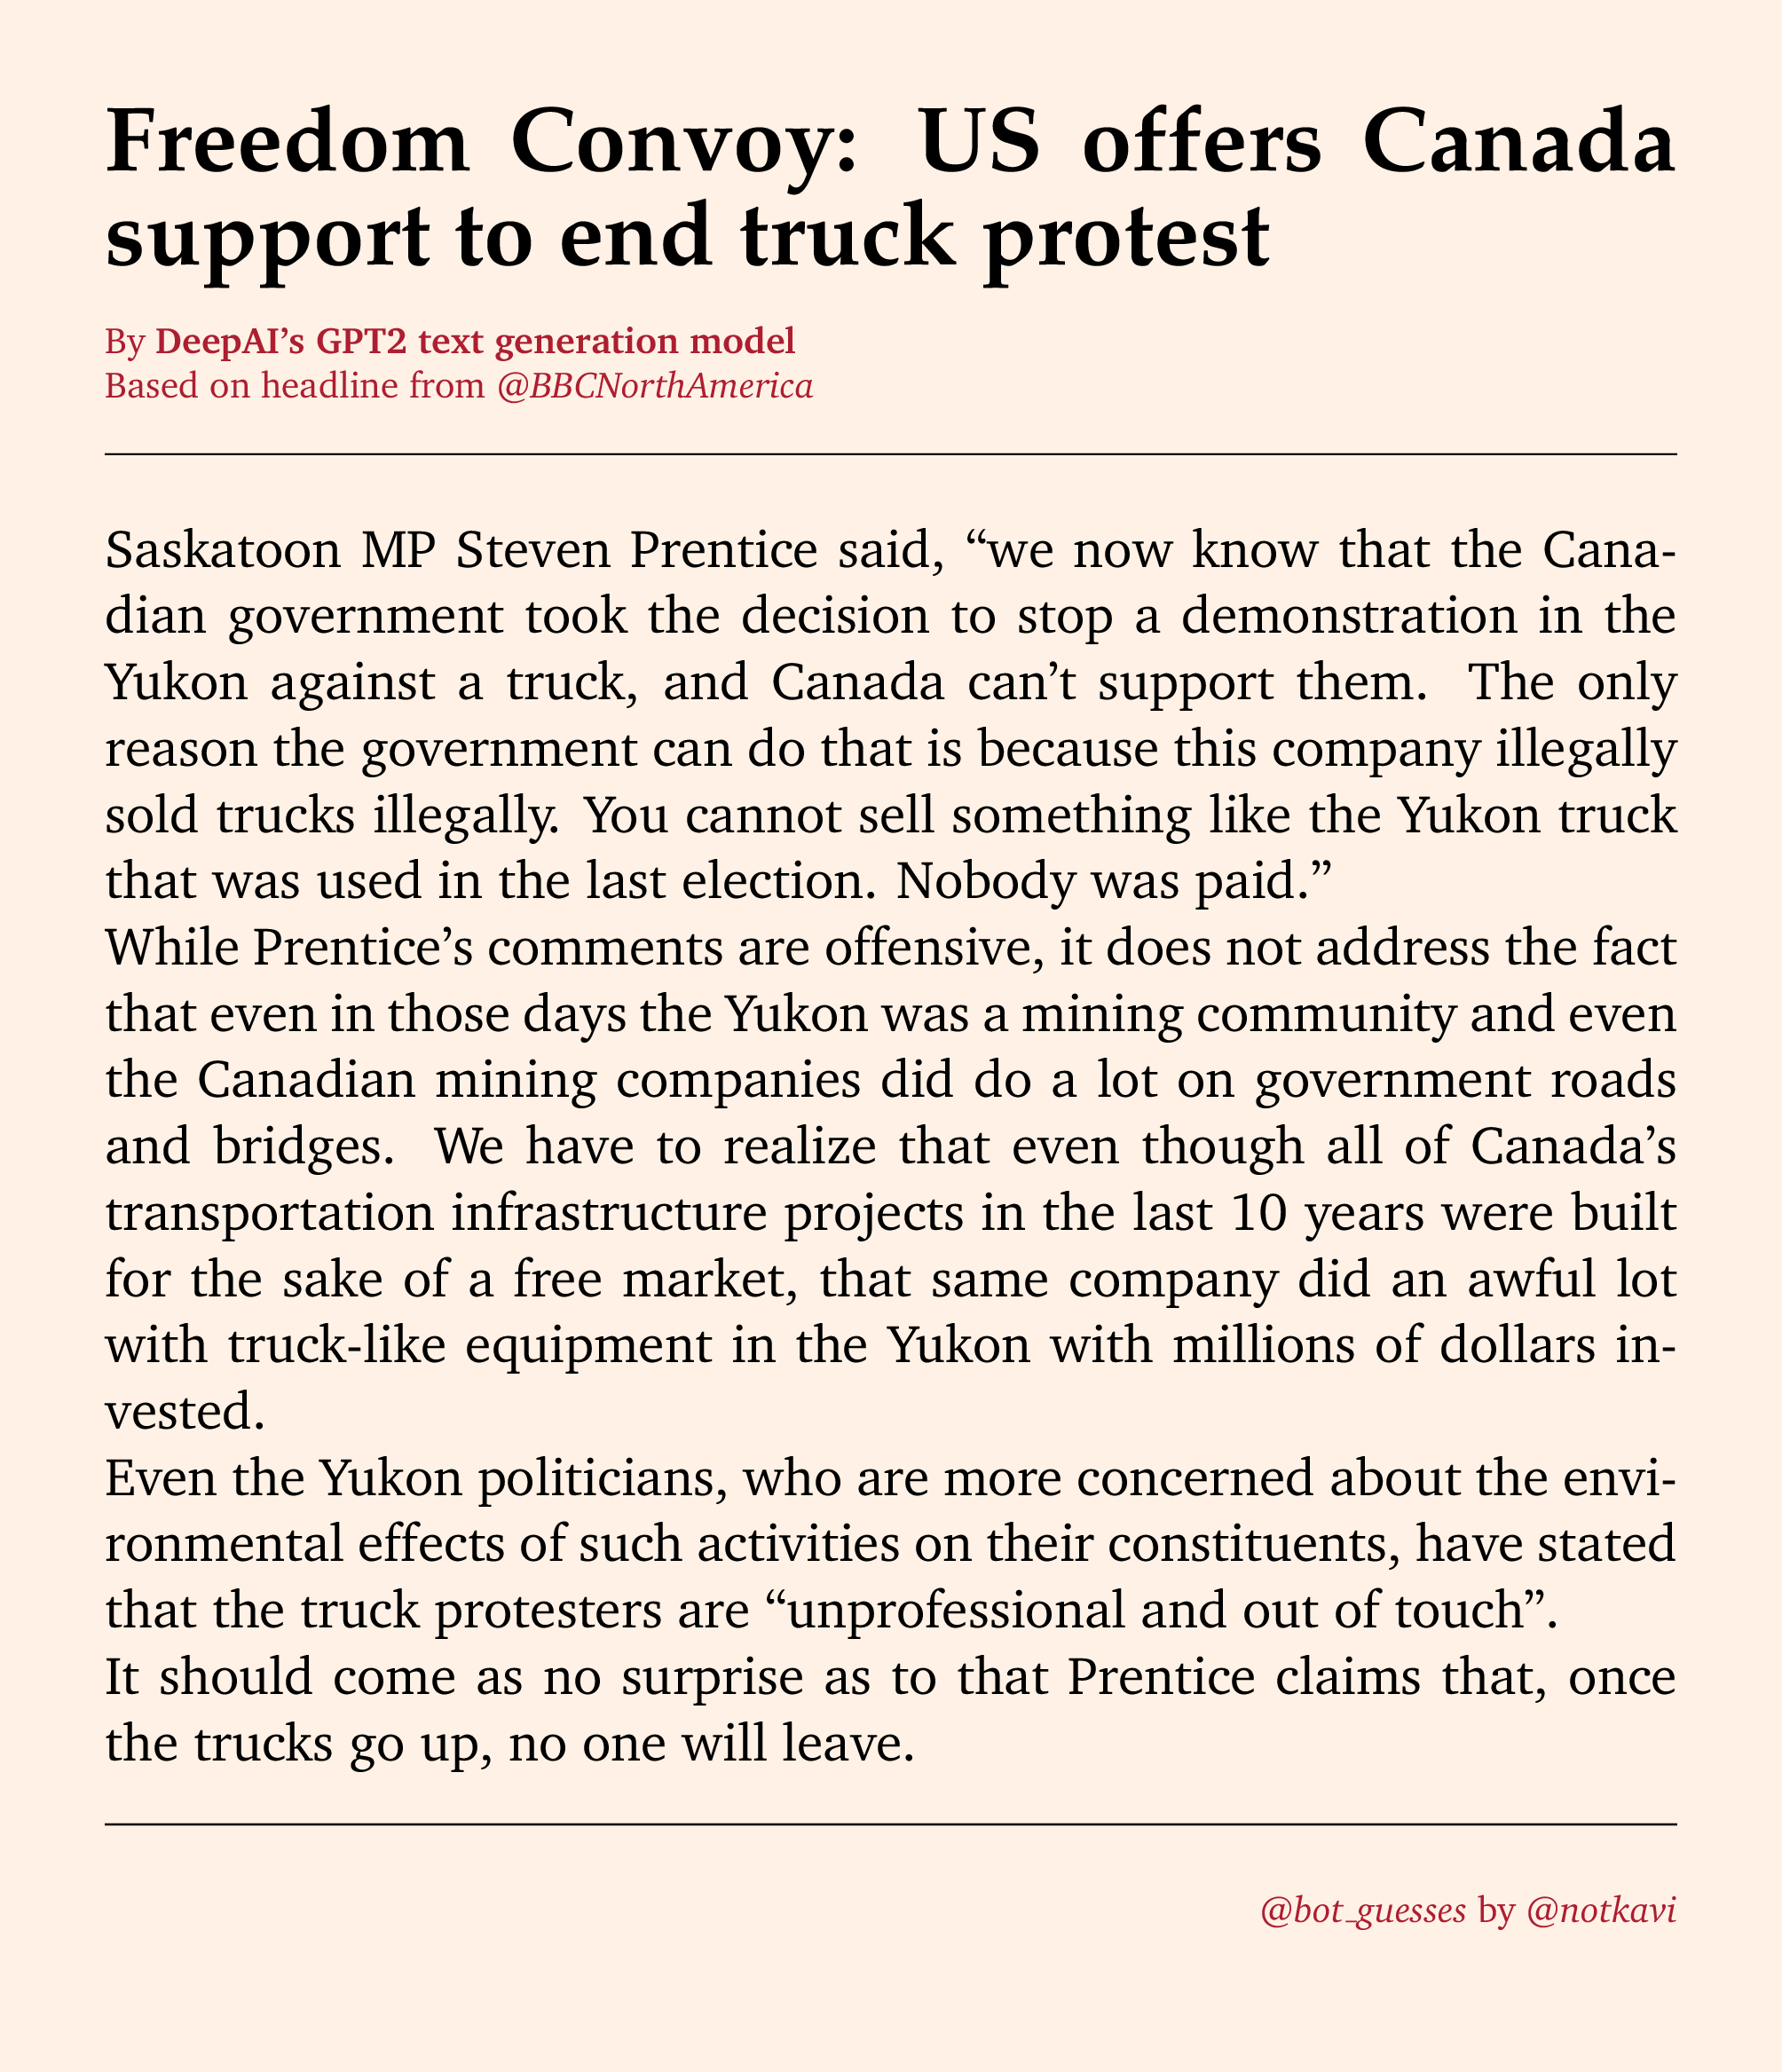 Freedom Convoy: US offers Canada
support to end truck protest
By DeepAI's GPT2 text generation model
Based on headline from @BBCNorthAmerica
Saskatoon MP Steven Prentice said, “we now know that the Cana-
dian government took the decision to stop a demonstration in the
Yukon against a truck, and Canada can’t support them. The only
reason the government can do that is because this company illegally
sold trucks illegally. You cannot sell something like the Yukon truck
that was used in the last election. Nobody was paid.”
While Prentice’s comments are offensive, it does not address the fact
that even in those days the Yukon was a mining community and even
the Canadian mining companies did do a lot on government roads
and bridges. We have to realize that even though all of Canada’s
transportation infrastructure projects in the last 10 years were built
for the sake of a free market, that same company did an awful lot
with truck-like equipment in the Yukon with millions of dollars in-
vested.
Even the Yukon politicians, who are more concerned about the envi-
ronmental effects of such activities on their constituents, have stated
that the truck protesters are “unprofessional and out of touch”.
It should come as no surprise as to that Prentice claims that, once
the trucks go up, no one will leave.
@bot_guesses by @notkavi